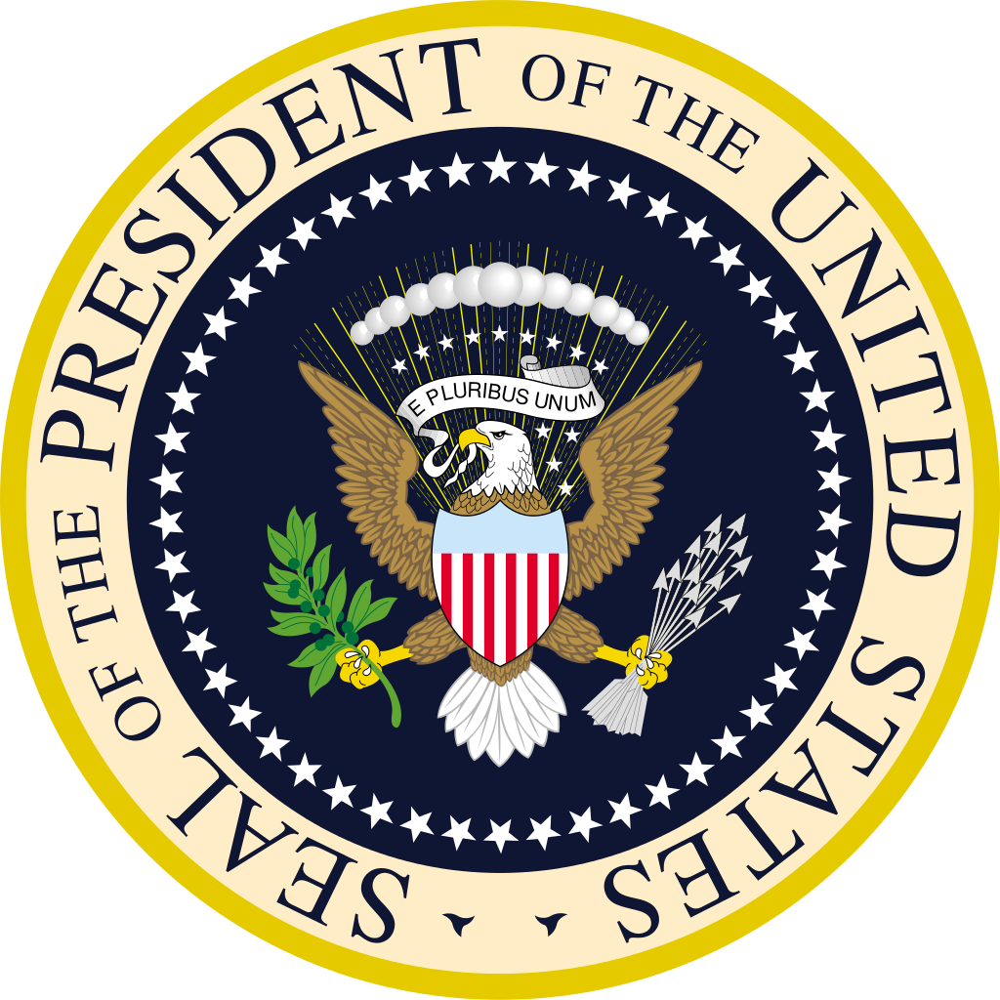 SEAL OF THE PRESIDENT OF THE UNITED STATES
E PLURIBUS UNUM